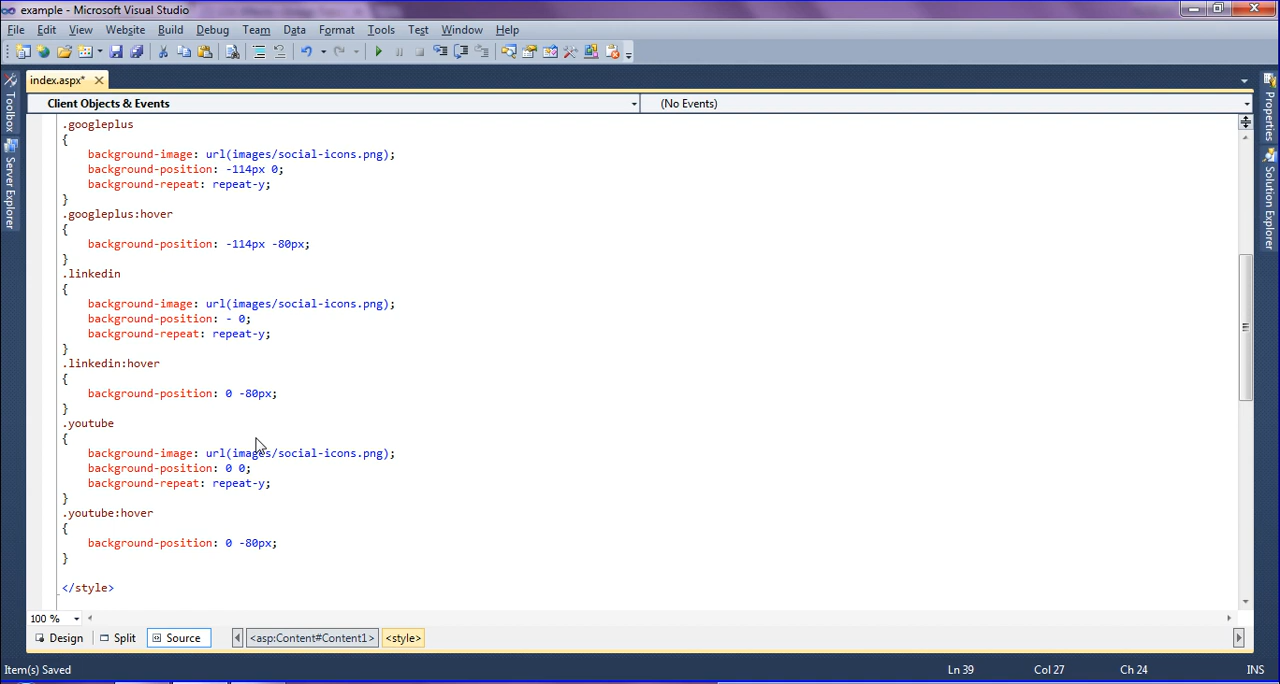 example - Microsoft Visual Studio
File Edit View Website Build Debug Team Data Format Tools Test Window Help
index.aspx*
Client Objects & Events
(No Events)
Toolbox
Server Explorer
Properties
Solution Explorer
.googleplus
{
background-image: url(images/social-icons.png);
background-position: -114px 0;
background-repeat: repeat-y;
}
.googleplus:hover
{
background-position: -114px -80px;
}
.linkedin
{
background-image: url(images/social-icons.png);
background-position: - 0;
background-repeat: repeat-y;
}
.linkedin:hover
{
background-position: 0 -80px;
}
.youtube
{
background-image: url(images/social-icons.png);
background-position: 0 0;
background-repeat: repeat-y;
}
.youtube:hover
{
background-position: 0 -80px;
}
</style>
100 %
Design Split Source <asp:Content#Content1> <style>
Item(s) Saved Ln 39 Col 27 Ch 24 INS